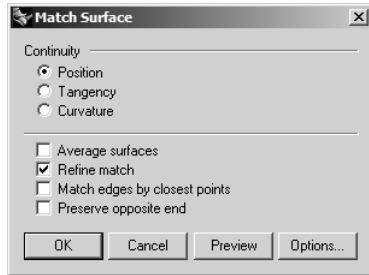 Match Surface
Continuity
Position
Tangency
Curvature
Average surfaces
Refine match
Match edges by closest points
Preserve opposite end
OK Cancel Preview Options...